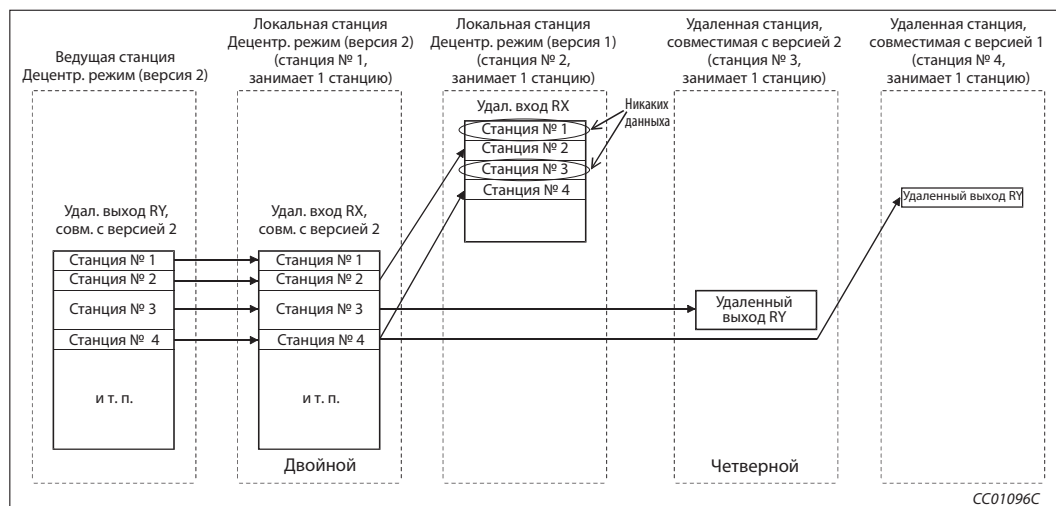 Ведущая станция
Децентр. режим (версия 2)
Локальная станция
Децентр. режим (версия 2)
(станция № 1,
занимает 1 станцию)
Локальная станция
Децентр. режим (версия 1)
(станция № 2,
занимает 1 станцию)
Удаленная станция,
совместимая с версией 2
(станция № 3,
занимает 1 станцию)
Удаленная станция,
совместимая с версией 1
(станция № 4,
занимает 1 станцию)
Удал. выход RY,
совм. с версией 2
Станция № 1
Станция № 2
Станция № 3
Станция № 4
и т. п.
Удал. вход RX,
совм. с версией 2
Станция № 1
Станция № 2
Станция № 3
Станция № 4
и т. п.
Двойной
Удал. вход RX
Станция № 1
Станция № 2
Станция № 3
Станция № 4
Никаких
данныха
Удаленный
выход RY
Четверной
Удаленный выход RY
CC01096C